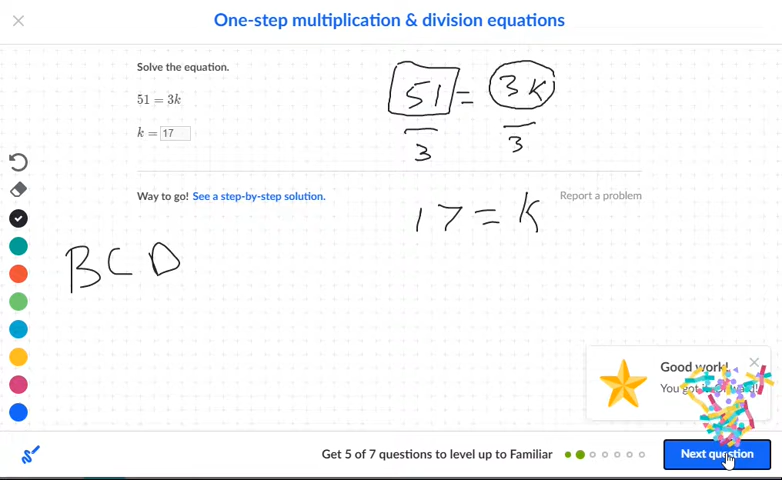 One-step multiplication & division equations
Solve the equation.
51 = 3k
k = 17
51 = 3k
3 3
Way to go! See a step-by-step solution.
Report a problem
17 = k
BCD
Good work!
Get 5 of 7 questions to level up to Familiar
Next question